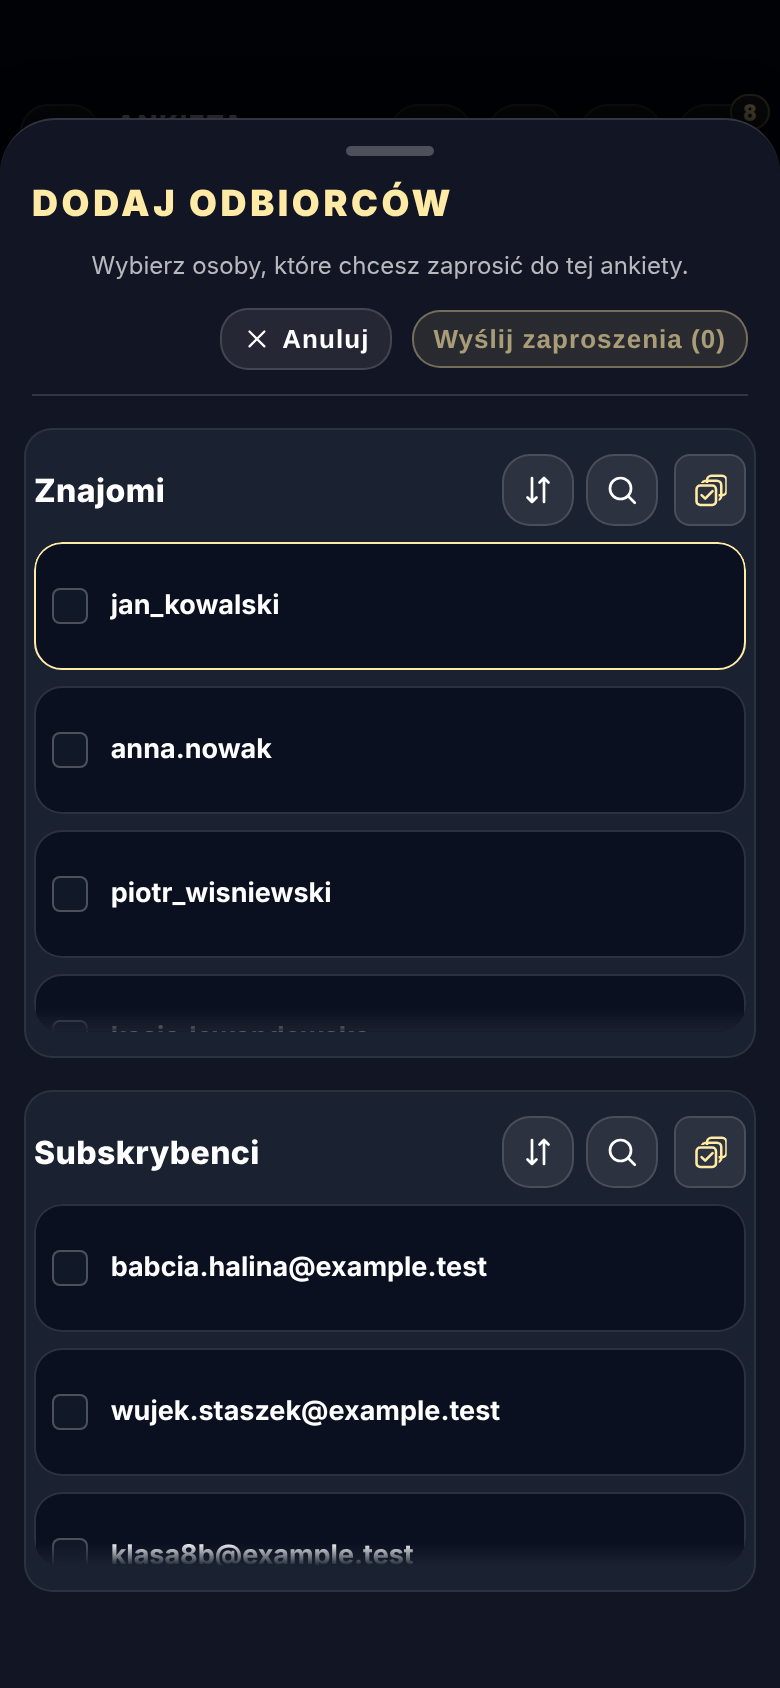 8
DODAJ ODBIORCÓW
Wybierz osoby, które chcesz zaprosić do tej ankiety.
Anuluj
Wyślij zaproszenia (0)
Znajomi
jan_kowalski
anna.nowak
piotr_wisniewski
Subskrybenci
babcia.halina@example.test
wujek.staszek@example.test
klasa8b@example.test